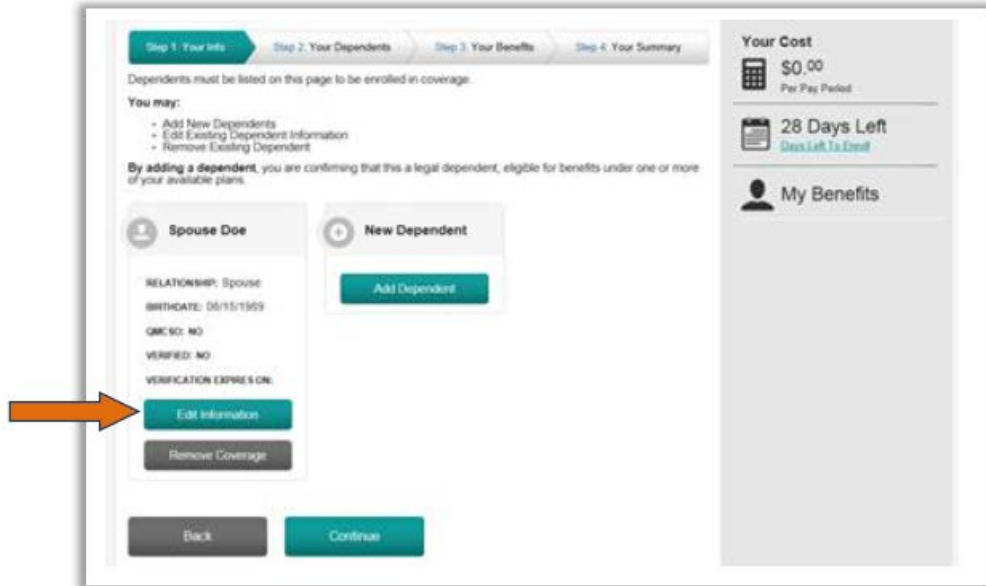 Step 1: Your Info
Step 2: Your Dependents
Step 3: Your Benefits
Step 4: Your Summary
Dependents must be listed on this page to be enrolled in coverage.
You may:
- Add New Dependents
- Edit Existing Dependent Information
- Remove Existing Dependent
By adding a dependent, you are confirming that this a legal dependent, eligible for benefits under one or more
of your available plans.
Spouse Doe
RELATIONSHIP: Spouse
BIRTHDATE: 06/15/1989
QMCSO: NO
VERIFIED: NO
VERIFICATION EXPIRES ON:
Edit Information
Remove Coverage
New Dependent
Add Dependent
Back
Continue
Your Cost
$0.00
Per Pay Period
28 Days Left
Days Left To Enroll
My Benefits